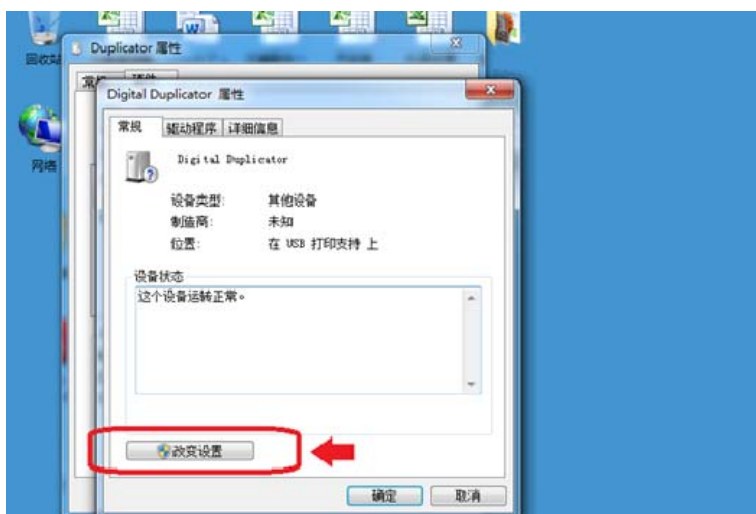 回收站
Duplicator 属性
常规
硬件
Digital Duplicator 属性
常规 驱动程序 详细信息
网络
Digital Duplicator
设备类型: 其他设备
制造商: 未知
位置: 在 USB 打印支持 上
设备状态
这个设备运转正常。
改变设置
确定 取消